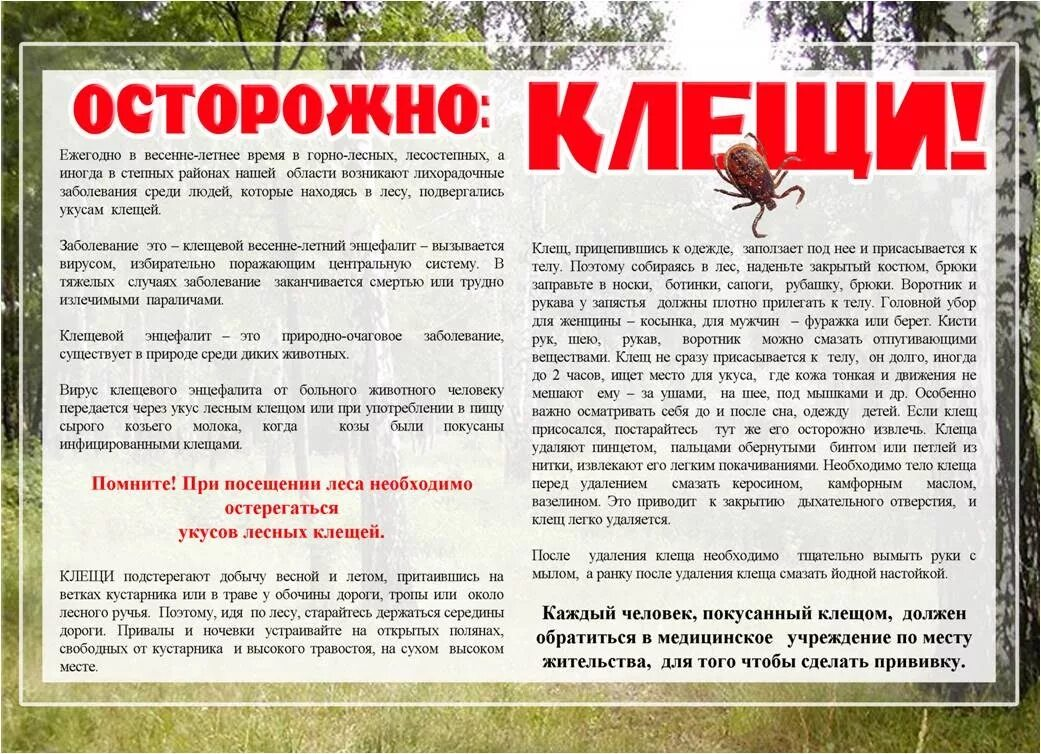 ОСТОРОЖНО:
Ежегодно в весенне-летнее время в горно-лесных, лесостепных, а
иногда в степных районах нашей области возникают лихорадочные
заболевания среди людей, которые находясь в лесу, подвергались
укусам клещей.
Заболевание это – клещевой весенне-летний энцефалит – вызывается
вирусом, избирательно поражающим центральную систему. В
тяжелых случаях заболевание заканчивается смертью или трудно
излечимыми параличами.
Клещевой энцефалит – это природно-очаговое заболевание,
существует в природе среди диких животных.
Вирус клещевого энцефалита от больного животного человеку
передается через укус лесным клещом или при употреблении в пищу
сырого козьего молока, когда козы были покусаны
инфицированными клещами.
Помните! При посещении леса необходимо
остерегаться
укусов лесных клещей.
КЛЕЩИ подстерегают добычу весной и летом, притаившись на
ветках кустарника или в траве у обочины дороги, тропы или около
лесного ручья. Поэтому, идя по лесу, старайтесь держаться середины
дороги. Привалы и ночевки устраивайте на открытых полянах,
свободных от кустарника и высокого травостоя, на сухом высоком
месте.
КЛЕЩИ!
Клещ, прицепившись к одежде, заползает под нее и присасывается к
телу. Поэтому собираясь в лес, наденьте закрытый костюм, брюки
заправьте в носки, ботинки, сапоги, рубашку, брюки. Воротник и
рукава у запястья должны плотно прилегать к телу. Головной убор
для женщины – косынка, для мужчин – фуражка или берет. Кисти
рук, шею, рукав, воротник можно смазать отпугивающими
веществами. Клещ не сразу присасывается к телу, он долго, иногда
до 2 часов, ищет место для укуса, где кожа тонкая и движения не
мешают ему – за ушами, на шее, под мышками и др. Особенно
важно осматривать себя до и после сна, одежду детей. Если клещ
присосался, постарайтесь тут же его осторожно извлечь. Клеща
удаляют пинцетом, пальцами обернутыми бинтом или петлей из
нитки, извлекают его легким покачиваниями. Необходимо тело клеща
перед удалением смазать керосином, камфорным маслом,
вазелином. Это приводит к закрытию дыхательного отверстия, и
клещ легко удаляется.
После удаления клеща необходимо тщательно вымыть руки с
мылом, а ранку после удаления клеща смазать йодной настойкой.
Каждый человек, покусанный клещом, должен
обратиться в медицинское учреждение по месту
жительства, для того чтобы сделать прививку.